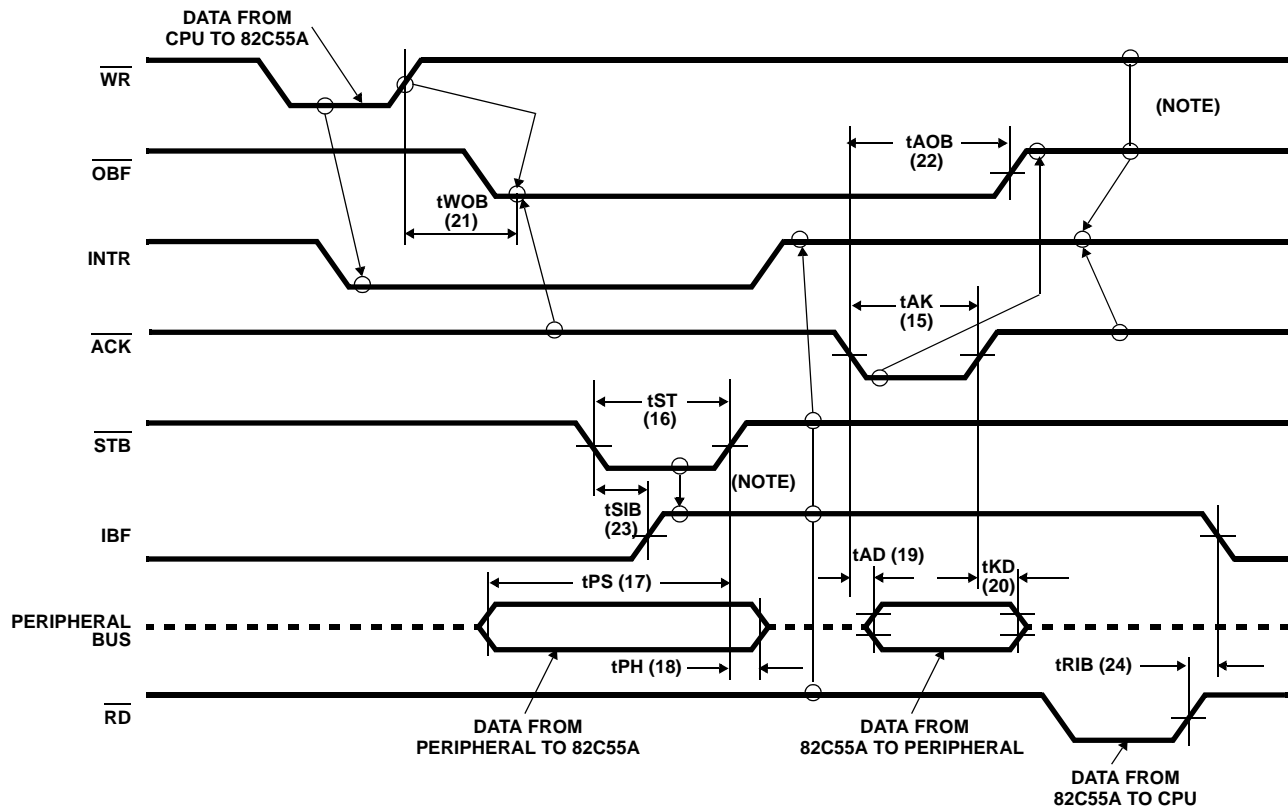 DATA FROM
CPU TO 82C55A
WR
(NOTE)
tAOB
(22)
OBF
tWOB
(21)
INTR
tAK
(15)
ACK
tST
(16)
STB
(NOTE)
tSIB
(23)
IBF
tAD (19)
tKD
(20)
tPS (17)
PERIPHERAL
BUS
tPH (18)
tRIB (24)
RD
DATA FROM
PERIPHERAL TO 82C55A
DATA FROM
82C55A TO PERIPHERAL
DATA FROM
82C55A TO CPU